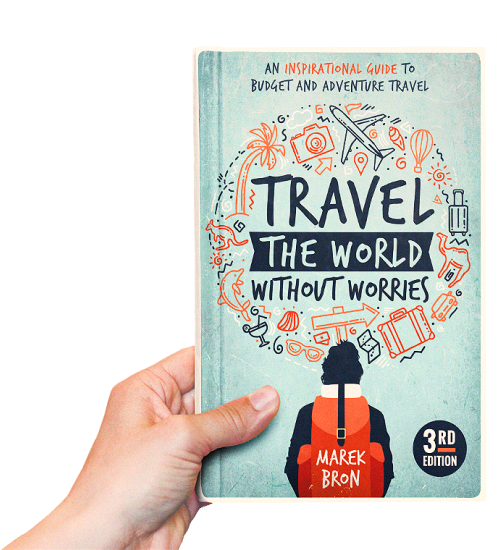 AN INSPIRATIONAL GUIDE TO
BUDGET AND ADVENTURE TRAVEL
TRAVEL
THE WORLD
WITHOUT WORRIES
MAREK
BRON
3RD
EDITION